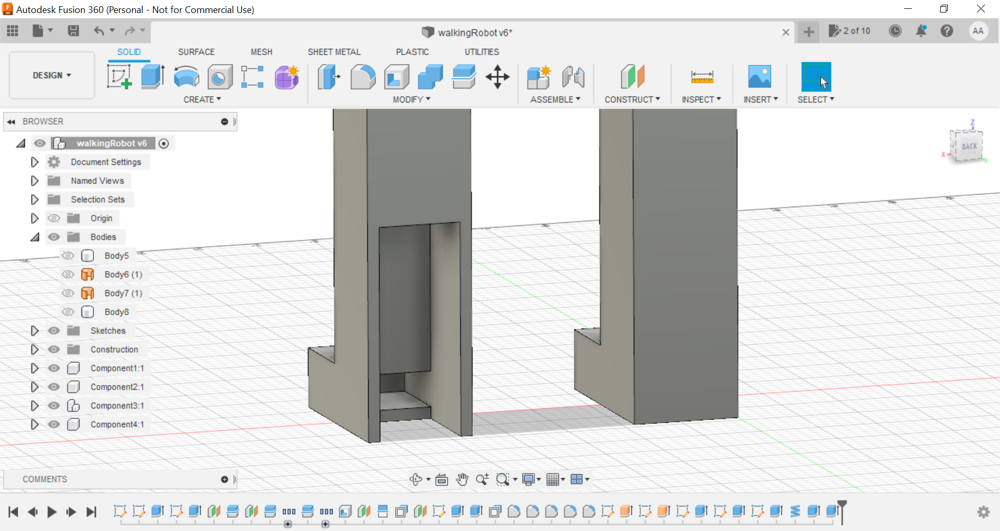 Autodesk Fusion 360 (Personal - Not for Commercial Use)
walkingRobot v6*
2 of 10
AA
DESIGN
SOLID
SURFACE
MESH
SHEET METAL
PLASTIC
UTILITIES
CREATE
MODIFY
ASSEMBLE
CONSTRUCT
INSPECT
INSERT
SELECT
BROWSER
walkingRobot v6
Document Settings
Named Views
Selection Sets
Origin
Bodies
Body5
Body6 (1)
Body7 (1)
Body8
Sketches
Construction
Component1:1
Component2:1
Component3:1
Component4:1
Z
BACK
X
Y
COMMENTS